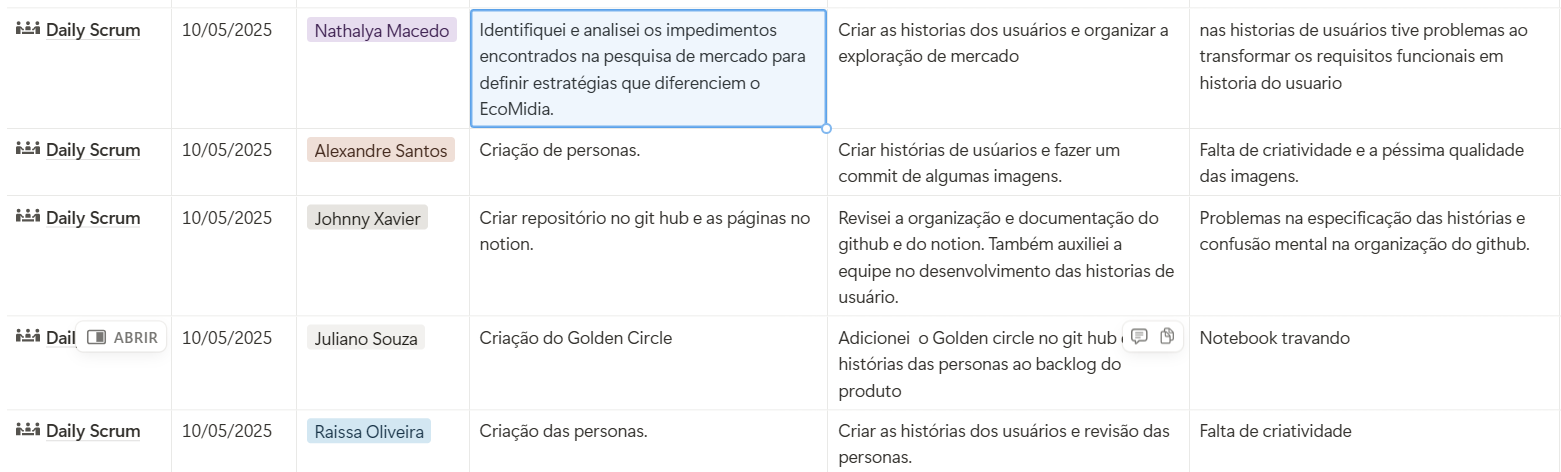 Daily Scrum
10/05/2025
Nathalya Macedo
Identifiquei e analisei os impedimentos
encontrados na pesquisa de mercado para
definir estratégias que diferenciem o
EcoMidia.
Criar as historias dos usuários e organizar a
exploração de mercado
nas historias de usuários tive problemas ao
transformar os requisitos funcionais em
historia do usuario
Daily Scrum
10/05/2025
Alexandre Santos
Criação de personas.
Criar histórias de usúarios e fazer um
commit de algumas imagens.
Falta de criatividade e a péssima qualidade
das imagens.
Daily Scrum
10/05/2025
Johnny Xavier
Criar repositório no git hub e as páginas no
notion.
Revisei a organização e documentação do
github e do notion. Também auxiliei a
equipe no desenvolvimento das historias de
usuário.
Problemas na especificação das histórias e
confusão mental na organização do github.
Dail
ABRIR
10/05/2025
Juliano Souza
Criação do Golden Circle
Adicionei  o Golden circle no git hub
histórias das personas ao backlog do
produto
Notebook travando
Daily Scrum
10/05/2025
Raissa Oliveira
Criação das personas.
Criar as histórias dos usuários e revisão das
personas.
Falta de criatividade